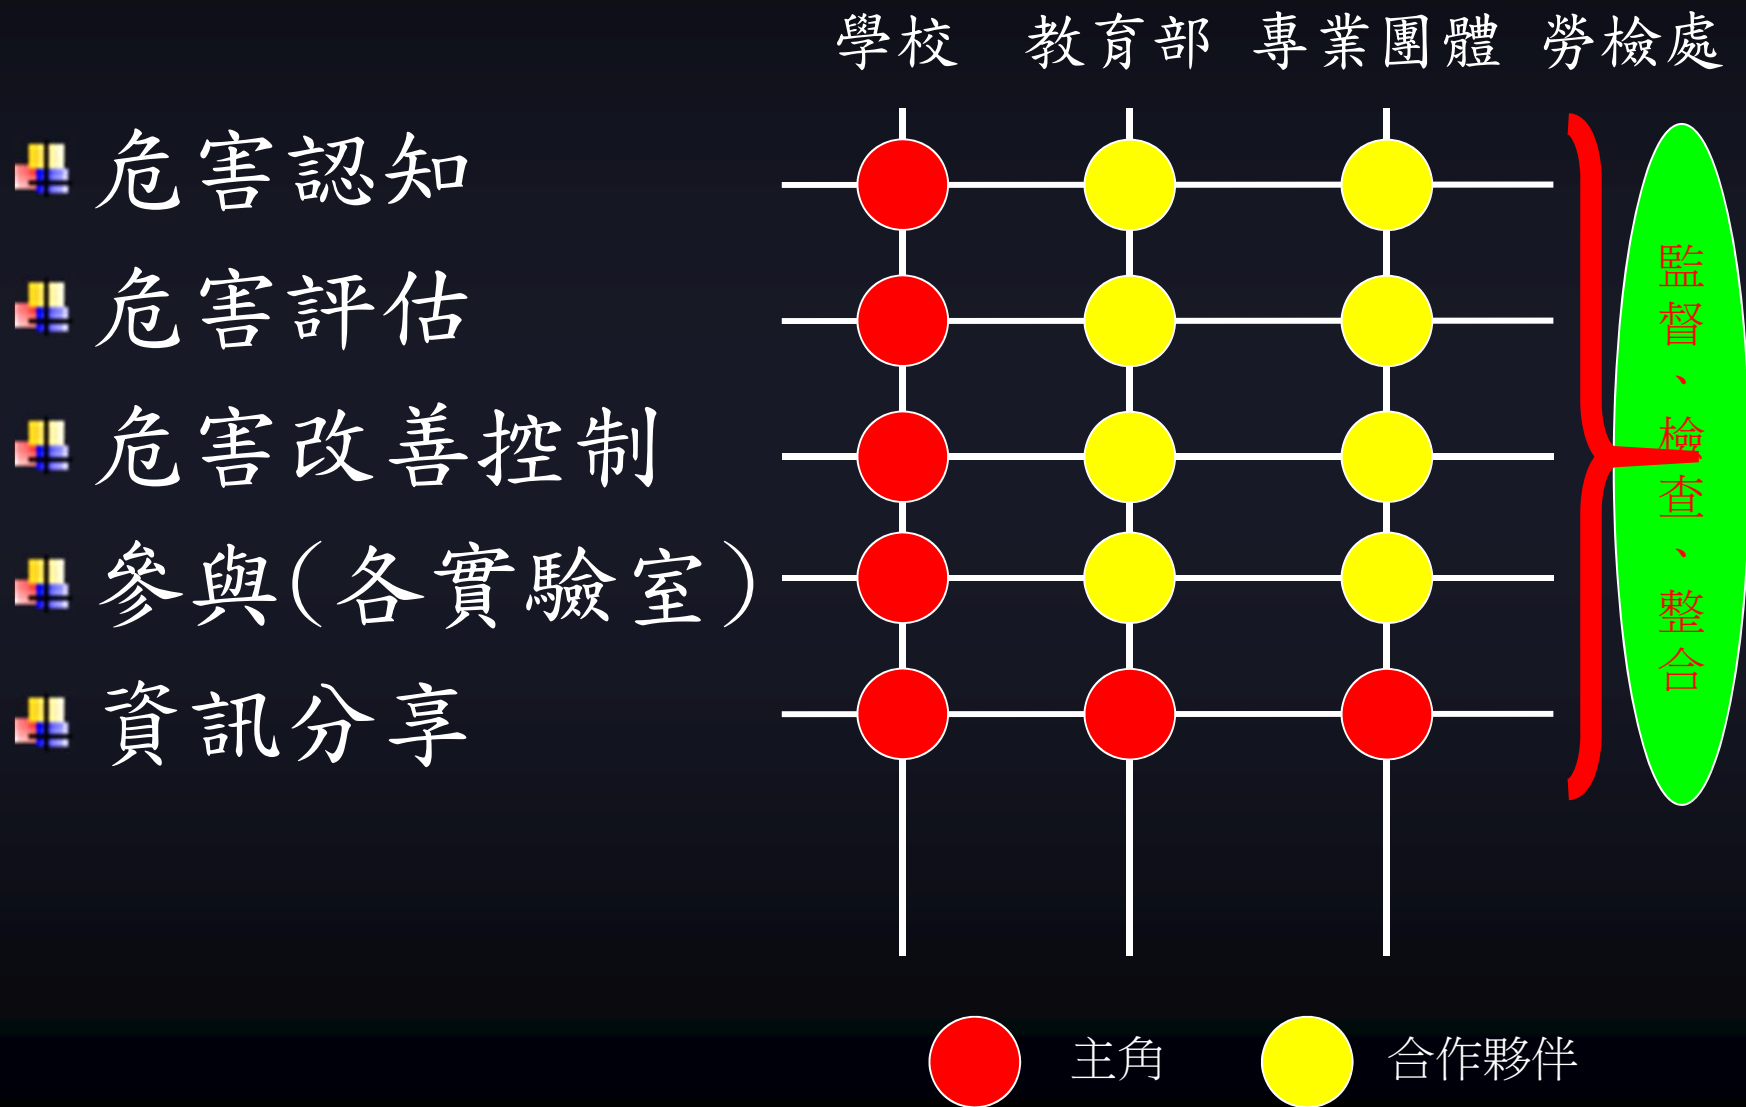 學校 教育部 專業團體 勞檢處
危害認知
危害評估
危害改善控制
參與(各實驗室)
資訊分享
監督、檢查、整合
主角 合作夥伴